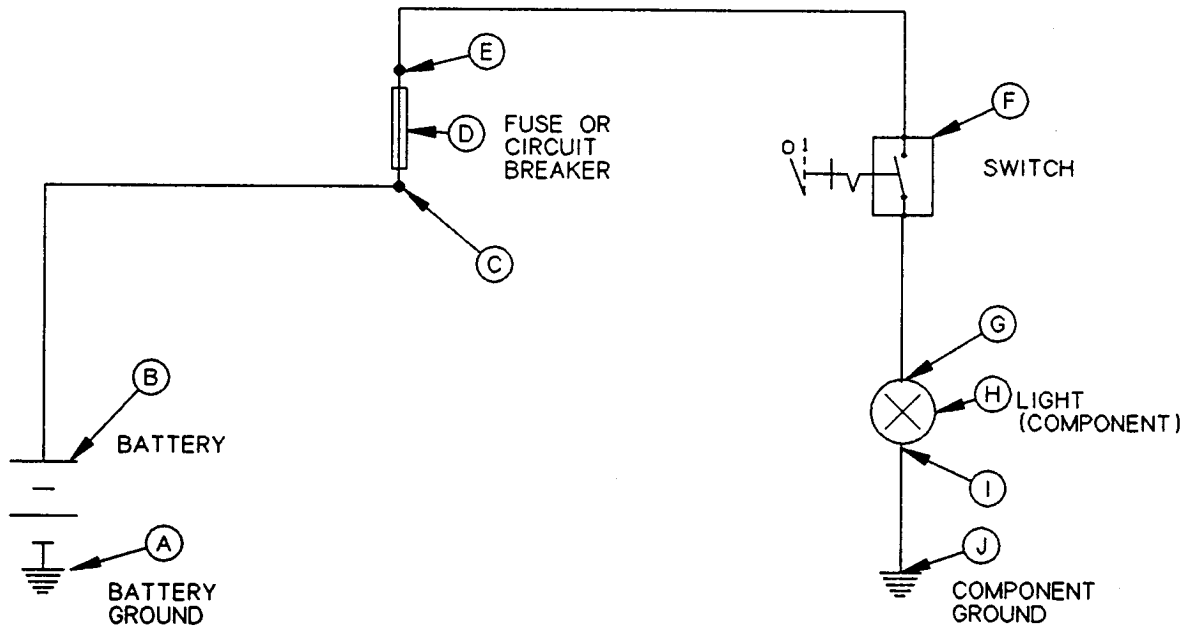 E
D
FUSE OR
CIRCUIT
BREAKER
F
0 1
SWITCH
C
G
B
H
LIGHT
(COMPONENT)
BATTERY
I
A
J
BATTERY
GROUND
COMPONENT
GROUND